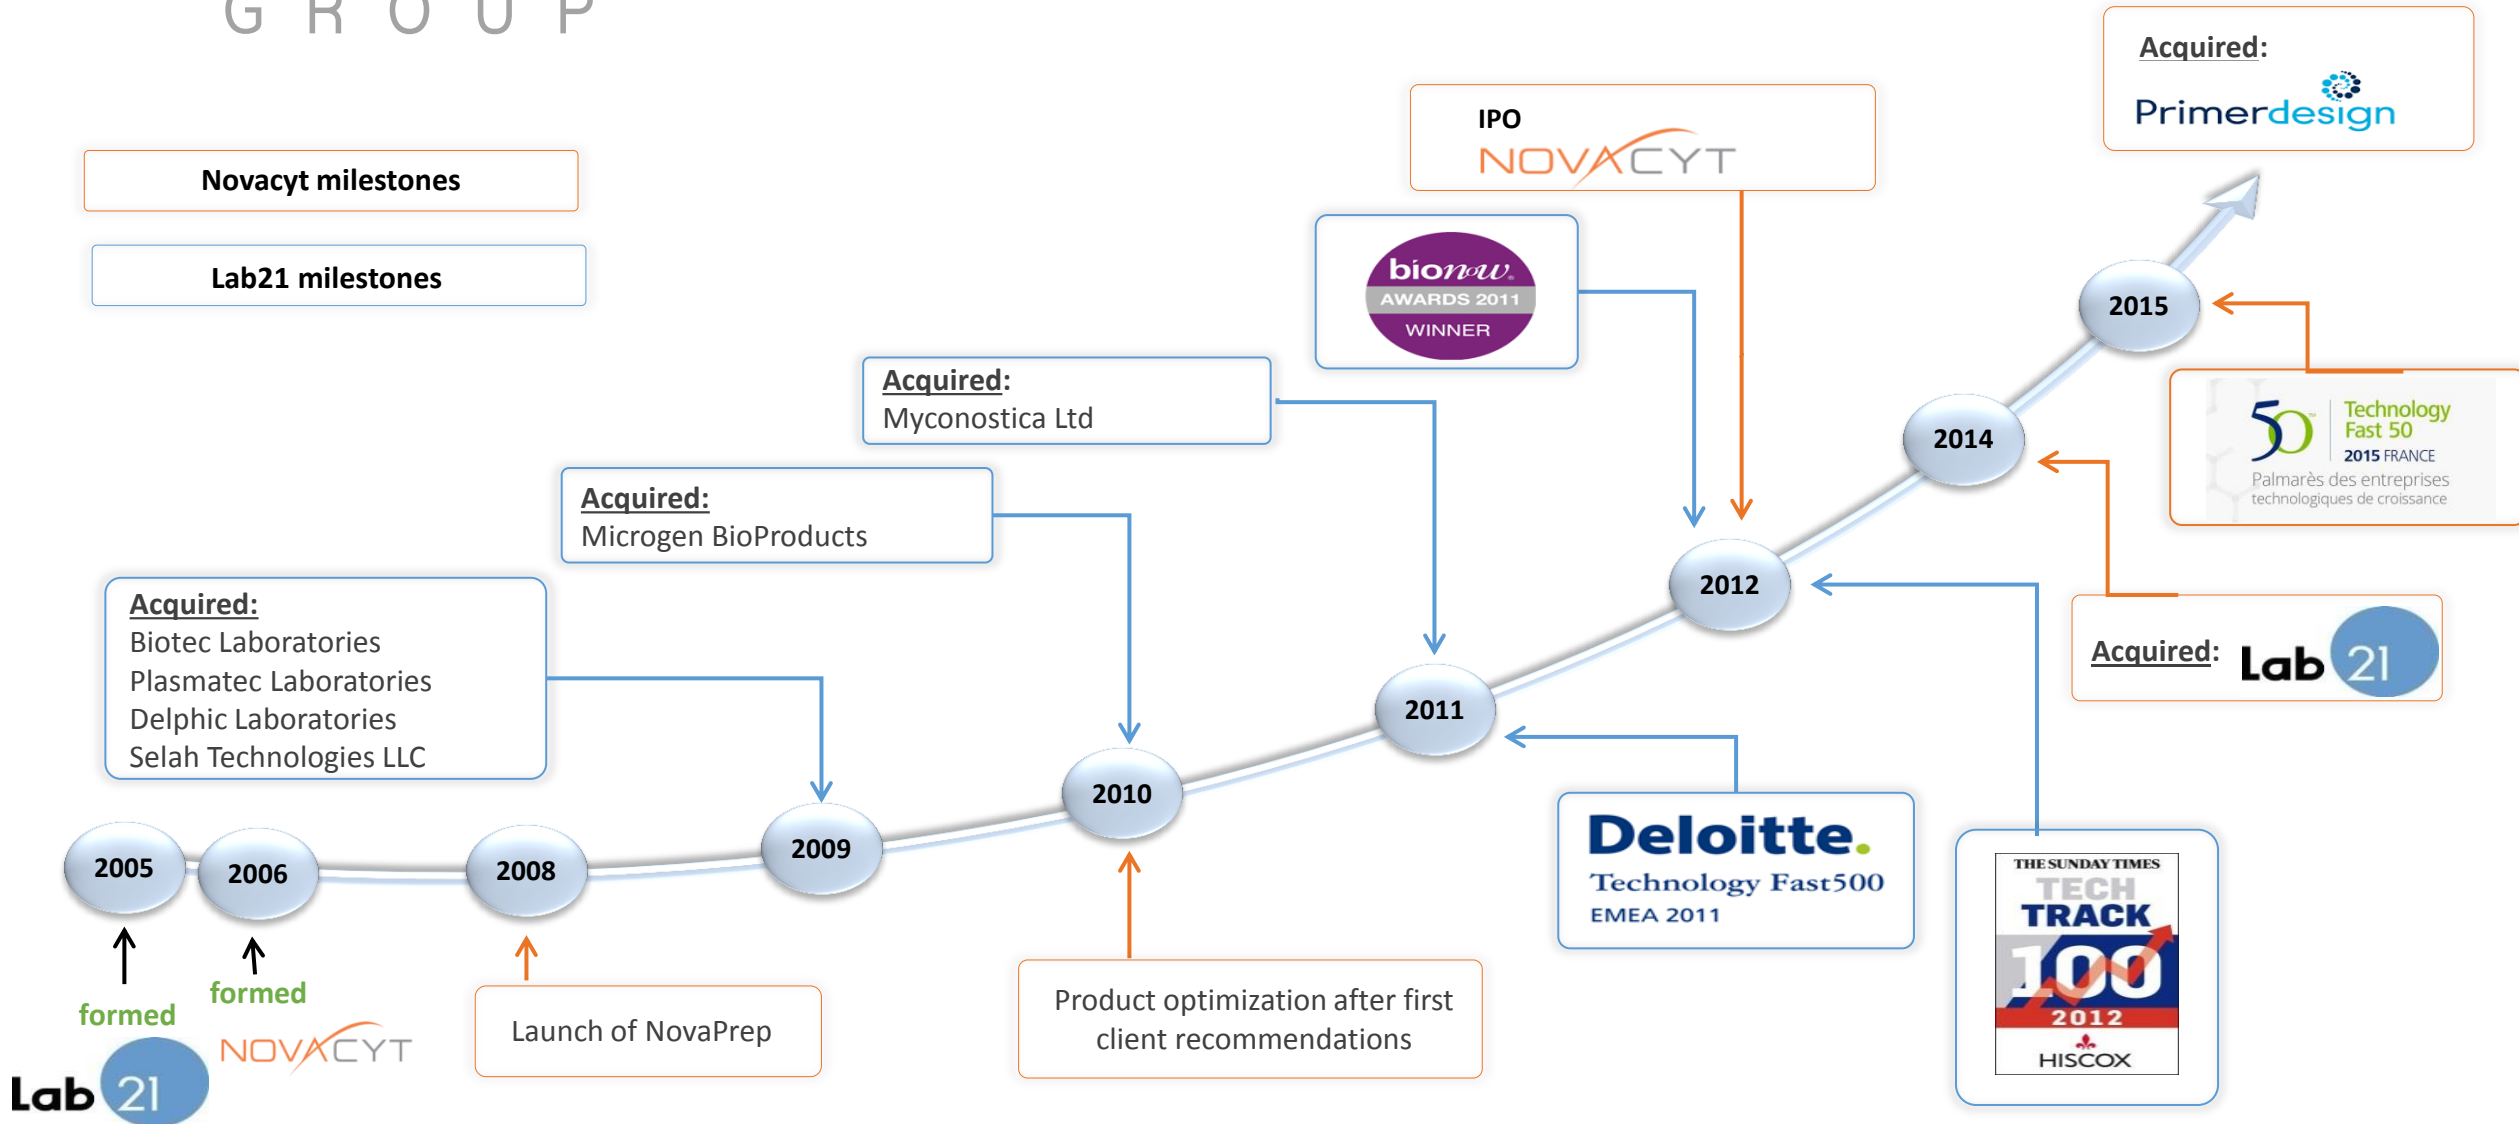 GROUP
Novacyt milestones
Lab21 milestones
Acquired:
Primerdesign
IPO
NOVACYT
bionow®
AWARDS 2011
WINNER
Acquired:
Myconostica Ltd
Acquired:
Microgen BioProducts
Acquired:
Biotec Laboratories
Plasmatec Laboratories
Delphic Laboratories
Selah Technologies LLC
2005
2006
2008
2009
2010
2011
2012
2014
2015
50
Technology
Fast 50
2015 FRANCE
Palmarès des entreprises
technologiques de croissance
Acquired: Lab 21
Deloitte.
Technology Fast500
EMEA 2011
THE SUNDAY TIMES
TECH
TRACK
100
2012
HISCOX
formed
Lab 21
formed
NOVACYT
Launch of NovaPrep
Product optimization after first
client recommendations